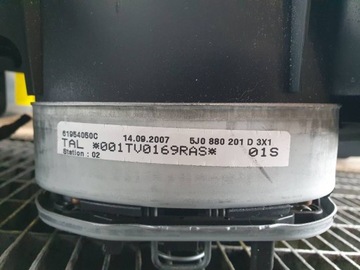 61954050C 14.09.2007 5J0 880 201 D 3X1
TAL *001TV0169RAS* 01S
Station : 02